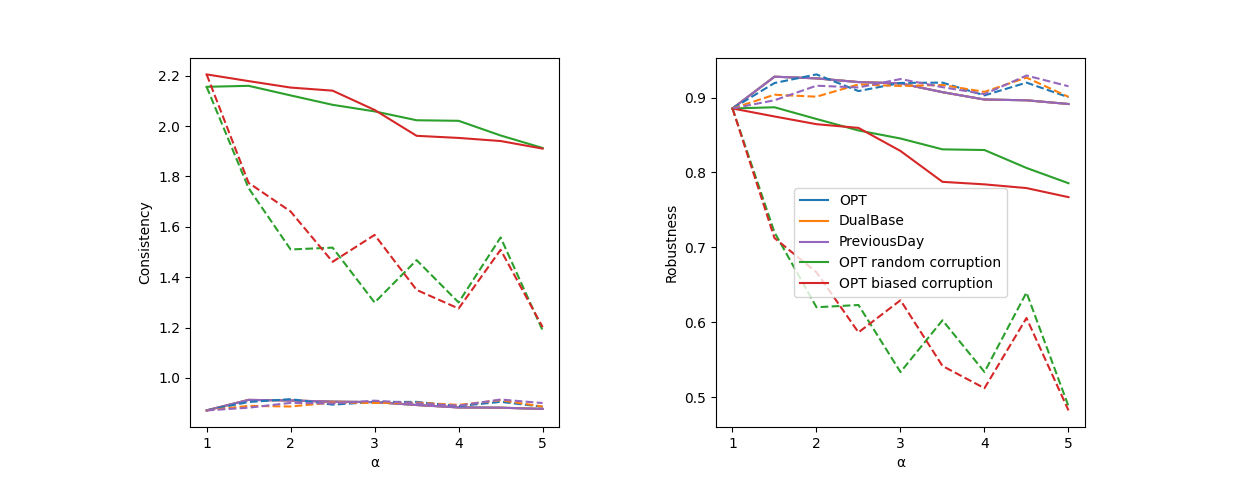 2.2
2.0
1.8
1.6
1.4
1.2
1.0
Consistency
1 2 3 4 5
α
0.9
0.8
0.7
0.6
0.5
Robustness
OPT
DualBase
PreviousDay
OPT random corruption
OPT biased corruption
1 2 3 4 5
α